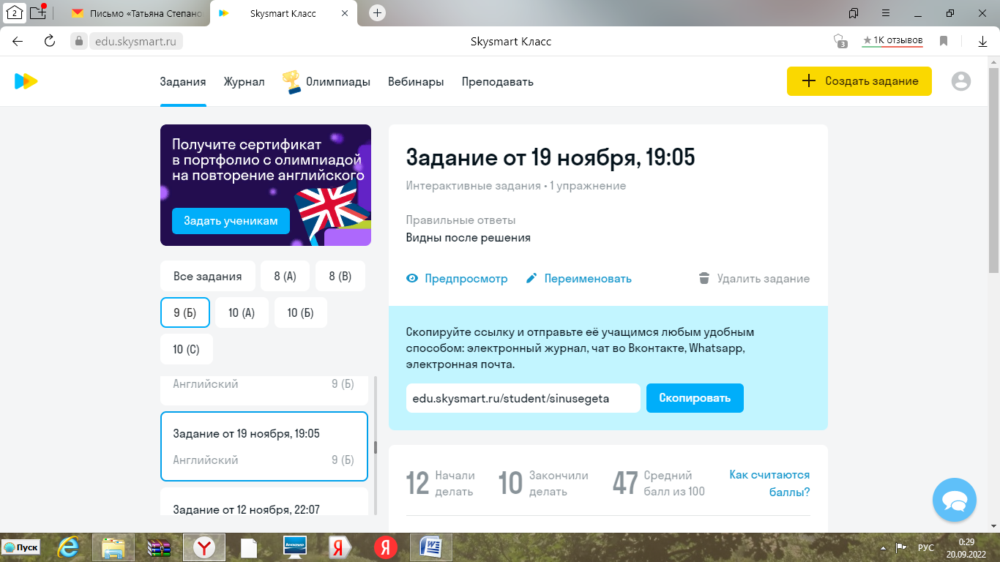 2
Письмо «Татьяна Степано
Skysmart Класс
edu.skysmart.ru
Skysmart Класс
3
★ 1К отзывов
Задания
Журнал
Олимпиады
Вебинары
Преподавать
+ Создать задание
Получите сертификат
в портфолио с олимпиадой
на повторение английского
Задать ученикам
Все задания
8 (А)
8 (В)
9 (Б)
10 (А)
10 (Б)
10 (С)
Английский
9 (Б)
Задание от 19 ноября, 19:05
Английский
9 (Б)
Задание от 12 ноября, 22:07
Задание от 19 ноября, 19:05
Интерактивные задания • 1 упражнение
Правильные ответы
Видны после решения
Предпросмотр
Переименовать
Удалить задание
Скопируйте ссылку и отправьте её учащимся любым удобным
способом: электронный журнал, чат во Вконтакте, Whatsapp,
электронная почта.
edu.skysmart.ru/student/sinusegeta
Скопировать
12 Начали делать
10 Закончили делать
47 Средний балл из 100
Как считаются
баллы?
Пуск
lenovo
РУС
0:29
20.09.2022